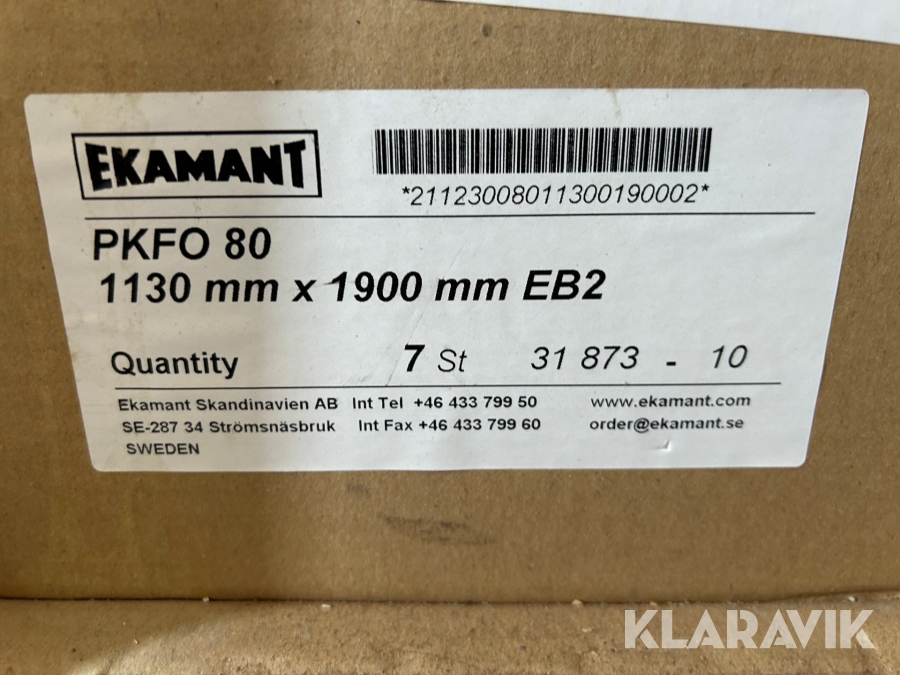 EKAMANT
*21123008011300190002*
PKFO 80
1130 mm x 1900 mm EB2
Quantity 7 St 31 873 - 10
Ekamant Skandinavien AB Int Tel +46 433 799 50 www.ekamant.com
SE-287 34 Strömsnäsbruk Int Fax +46 433 799 60 order@ekamant.se
SWEDEN
KLARAVIK